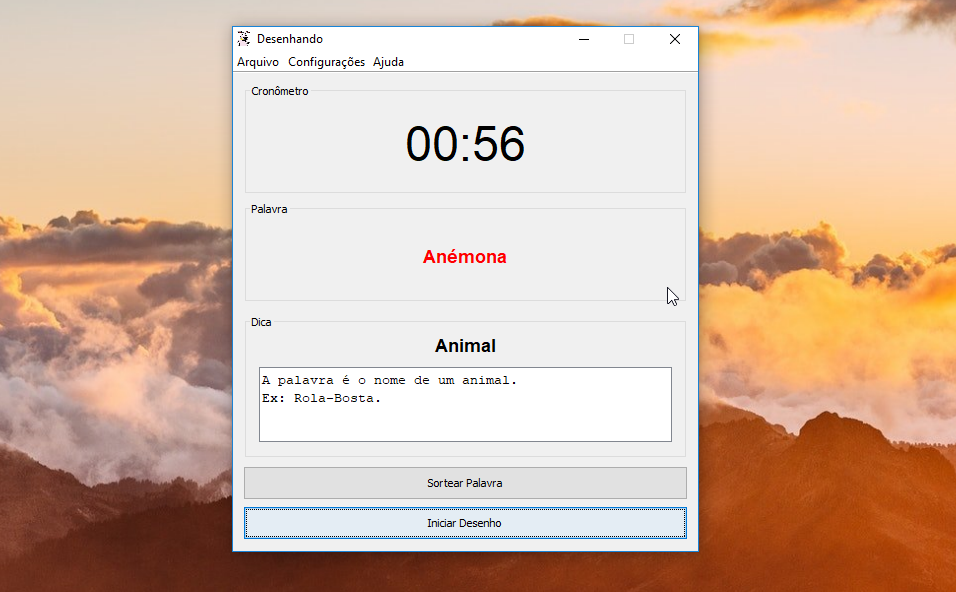 Desenhando
Arquivo Configurações Ajuda
Cronômetro
00:56
Palavra
Anémona
Dica
Animal
A palavra é o nome de um animal.
Ex: Rola-Bosta.
Sortear Palavra
Iniciar Desenho